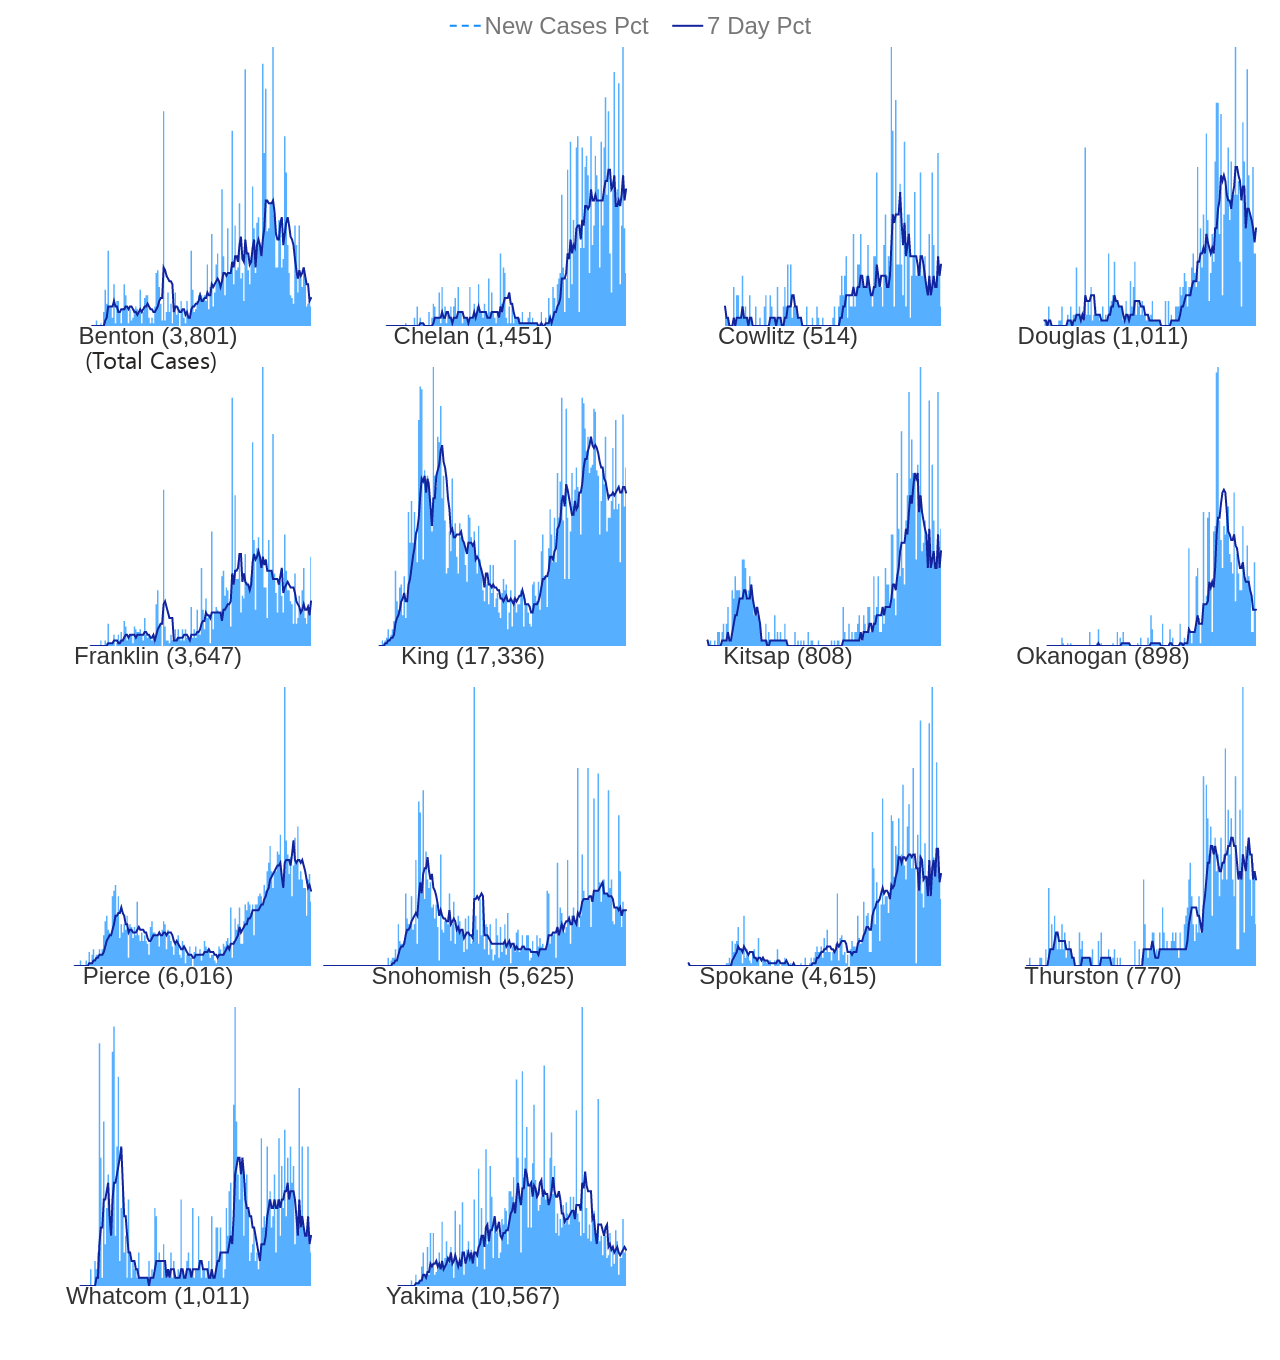 New Cases Pct 7 Day Pct
Benton (3,801) Chelan (1,451) Cowlitz (514) Douglas (1,011)
(Total Cases)
Franklin (3,647) King (17,336) Kitsap (808) Okanogan (898)
Pierce (6,016) Snohomish (5,625) Spokane (4,615) Thurston (770)
Whatcom (1,011) Yakima (10,567)